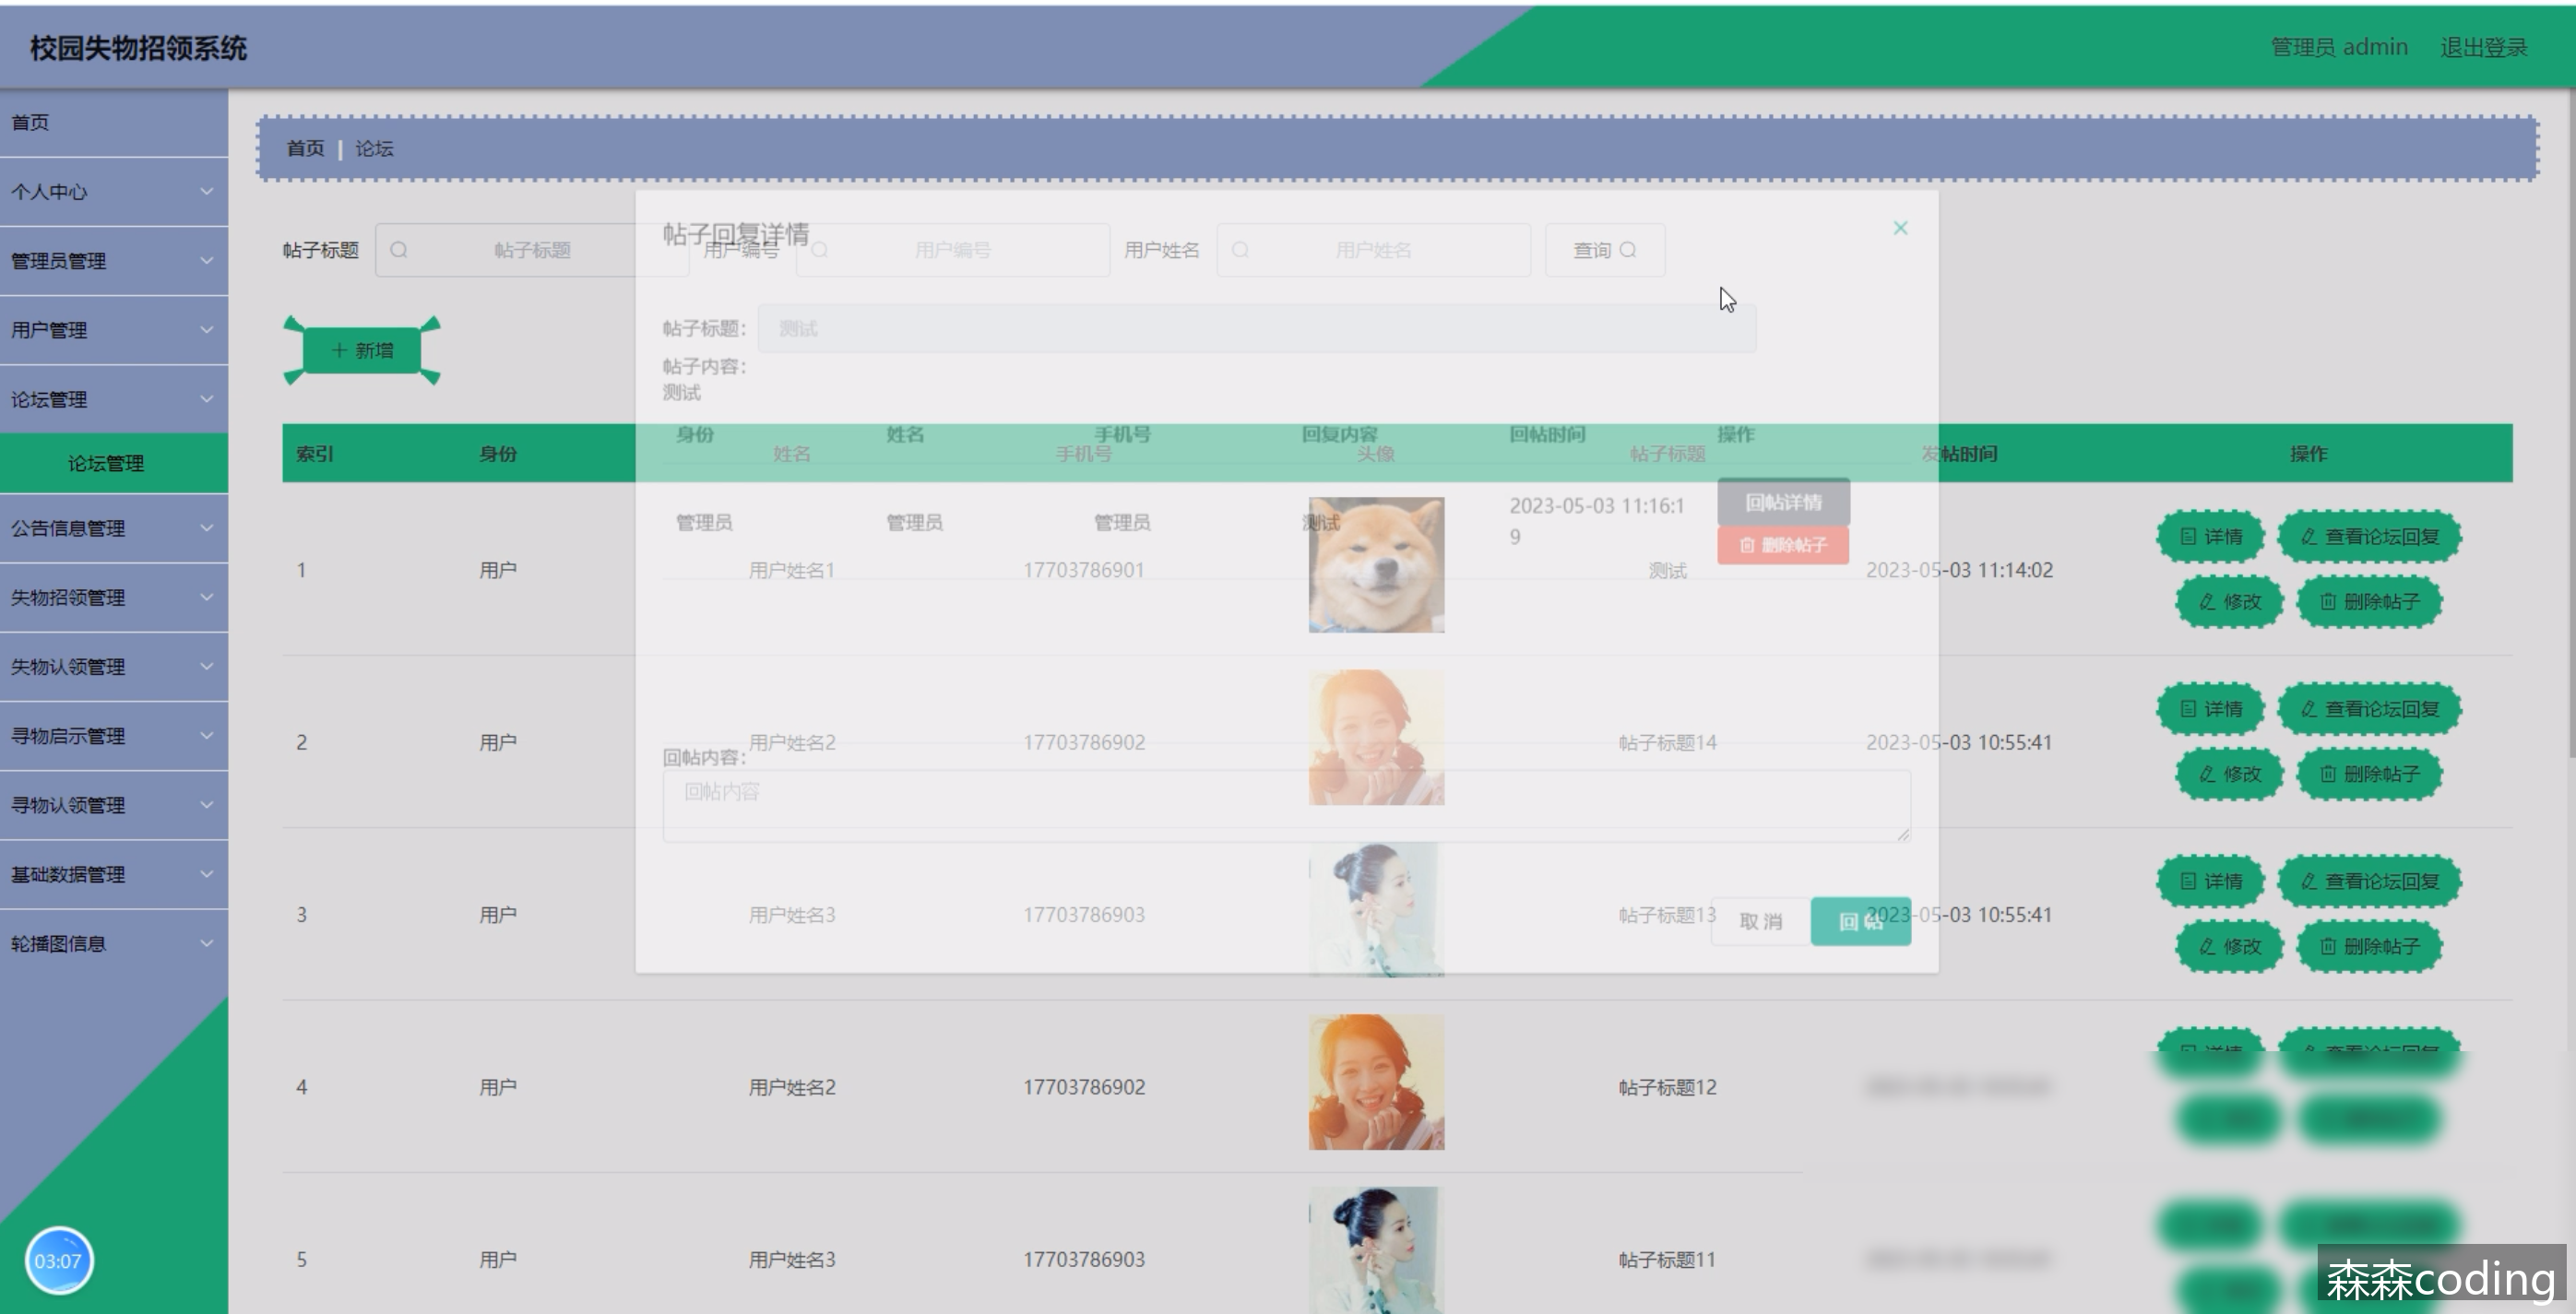 校园失物招领系统
管理员 admin 退出登录
首页
个人中心
管理员管理
用户管理
论坛管理
论坛管理
公告信息管理
失物招领管理
失物认领管理
寻物启示管理
寻物认领管理
基础数据管理
轮播图信息
03:07
首页 | 论坛
帖子标题 帖子标题 用户编号 用户编号 用户姓名 用户姓名 查询
+ 新增
索引 身份 姓名 手机号 头像 帖子标题 发帖时间 操作
1 用户 用户姓名1 17703786901 测试 2023-05-03 11:14:02 详情 查看论坛回复
修改 删除帖子
2 用户 用户姓名2 17703786902 帖子标题14 2023-05-03 10:55:41 详情 查看论坛回复
修改 删除帖子
3 用户 用户姓名3 17703786903 帖子标题13 2023-05-03 10:55:41 详情 查看论坛回复
修改 删除帖子
4 用户 用户姓名2 17703786902 帖子标题12 详情 查看论坛回复
5 用户 用户姓名3 17703786903 帖子标题11
帖子回复详情
帖子标题: 测试
帖子内容:
测试
身份 姓名 手机号 回复内容 回帖时间 操作
管理员 管理员 管理员 测试 2023-05-03 11:16:1
9
回帖详情
删除帖子
回帖内容:
回帖内容
取消 回帖
森森coding